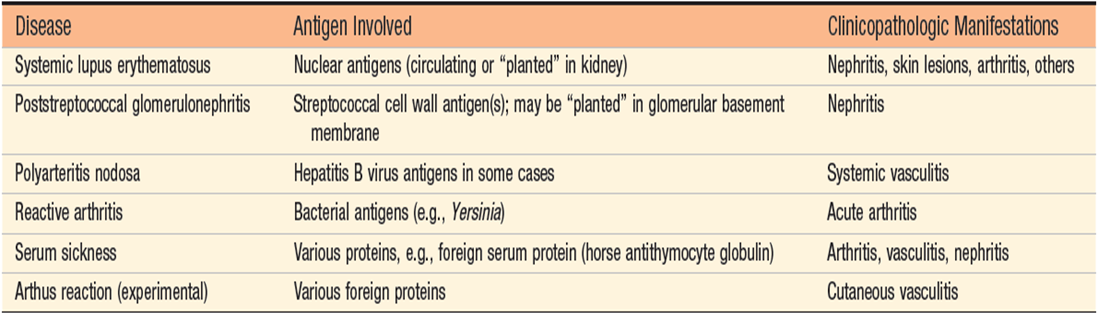 Disease Antigen Involved Clinicopathologic Manifestations
Systemic lupus erythematosus Nuclear antigens (circulating or “planted” in kidney) Nephritis, skin lesions, arthritis, others
Poststreptococcal glomerulonephritis Streptococcal cell wall antigen(s); may be “planted” in glomerular basement Nephritis
membrane
Polyarteritis nodosa Hepatitis B virus antigens in some cases Systemic vasculitis
Reactive arthritis Bacterial antigens (e.g., Yersinia) Acute arthritis
Serum sickness Various proteins, e.g., foreign serum protein (horse antithymocyte globulin) Arthritis, vasculitis, nephritis
Arthus reaction (experimental) Various foreign proteins Cutaneous vasculitis